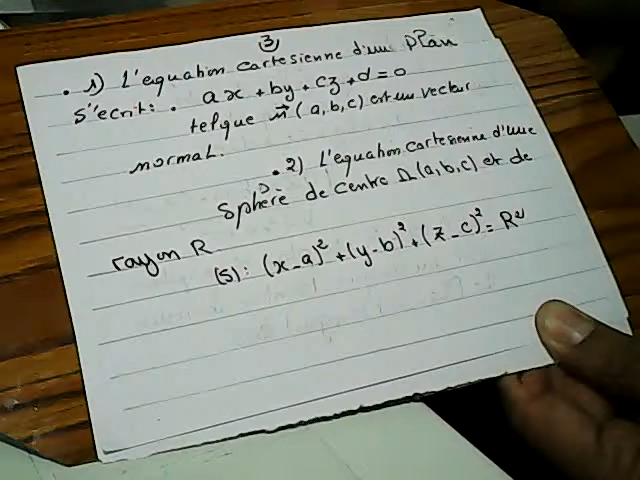 3
. 1) L'equation cartesienne d'un plan
s'ecrit: . ax + by + cz + d = 0
telque n⃗ (a, b, c) est un vecteur
normal.
. 2) L'equation cartesienne d'une
Sphère de centre Ω(a, b, c) et de
rayon R
(S): (x - a)² + (y - b)² + (z - c)² = R²